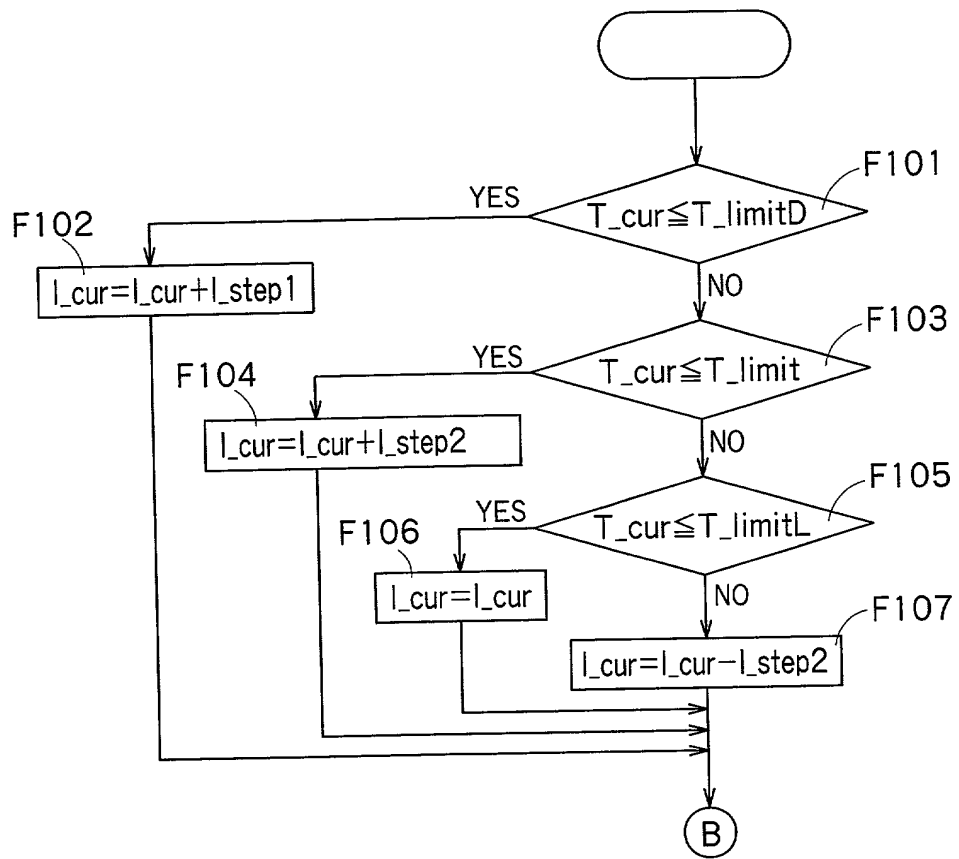 F101
T_cur≦T_limitD
YES
F102
I_cur=I_cur+I_step1
NO
F103
T_cur≦T_limit
YES
F104
I_cur=I_cur+I_step2
NO
F105
T_cur≦T_limitL
YES
F106
I_cur=I_cur
NO
F107
I_cur=I_cur−I_step2
B